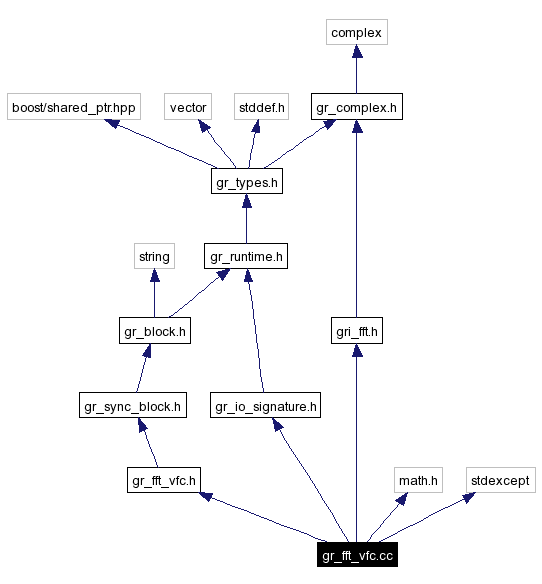 complex
boost/shared_ptr.hpp
vector
stddef.h
gr_complex.h
gr_types.h
string
gr_runtime.h
gr_block.h
gri_fft.h
gr_sync_block.h
gr_io_signature.h
gr_fft_vfc.h
math.h
stdexcept
gr_fft_vfc.cc